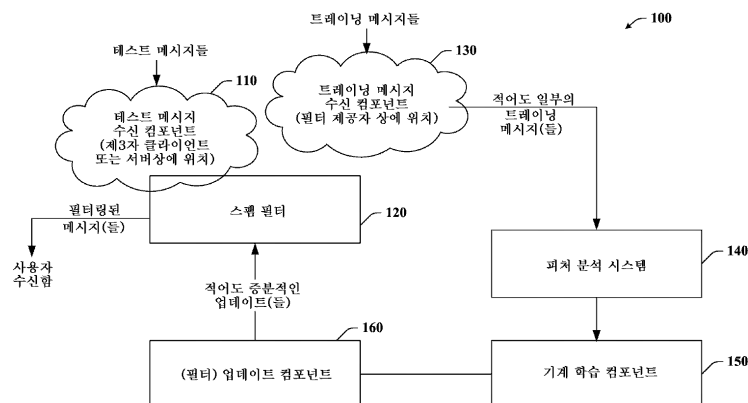 100
트레이닝 메시지들
테스트 메시지들
130
110
트레이닝 메시지
수신 컴포넌트
(필터 제공자 상에 위치)
적어도 일부의
트레이닝
메시지(들)
테스트 메시지
수신 컴포넌트
(제3자 클라이언트
또는 서버상에 위치)
스팸 필터
120
필터링된
메시지(들)
사용자
수신함
피처 분석 시스템
140
적어도 증분적인
업데이트(들)
160
(필터) 업데이트 컴포넌트
기계 학습 컴포넌트
150